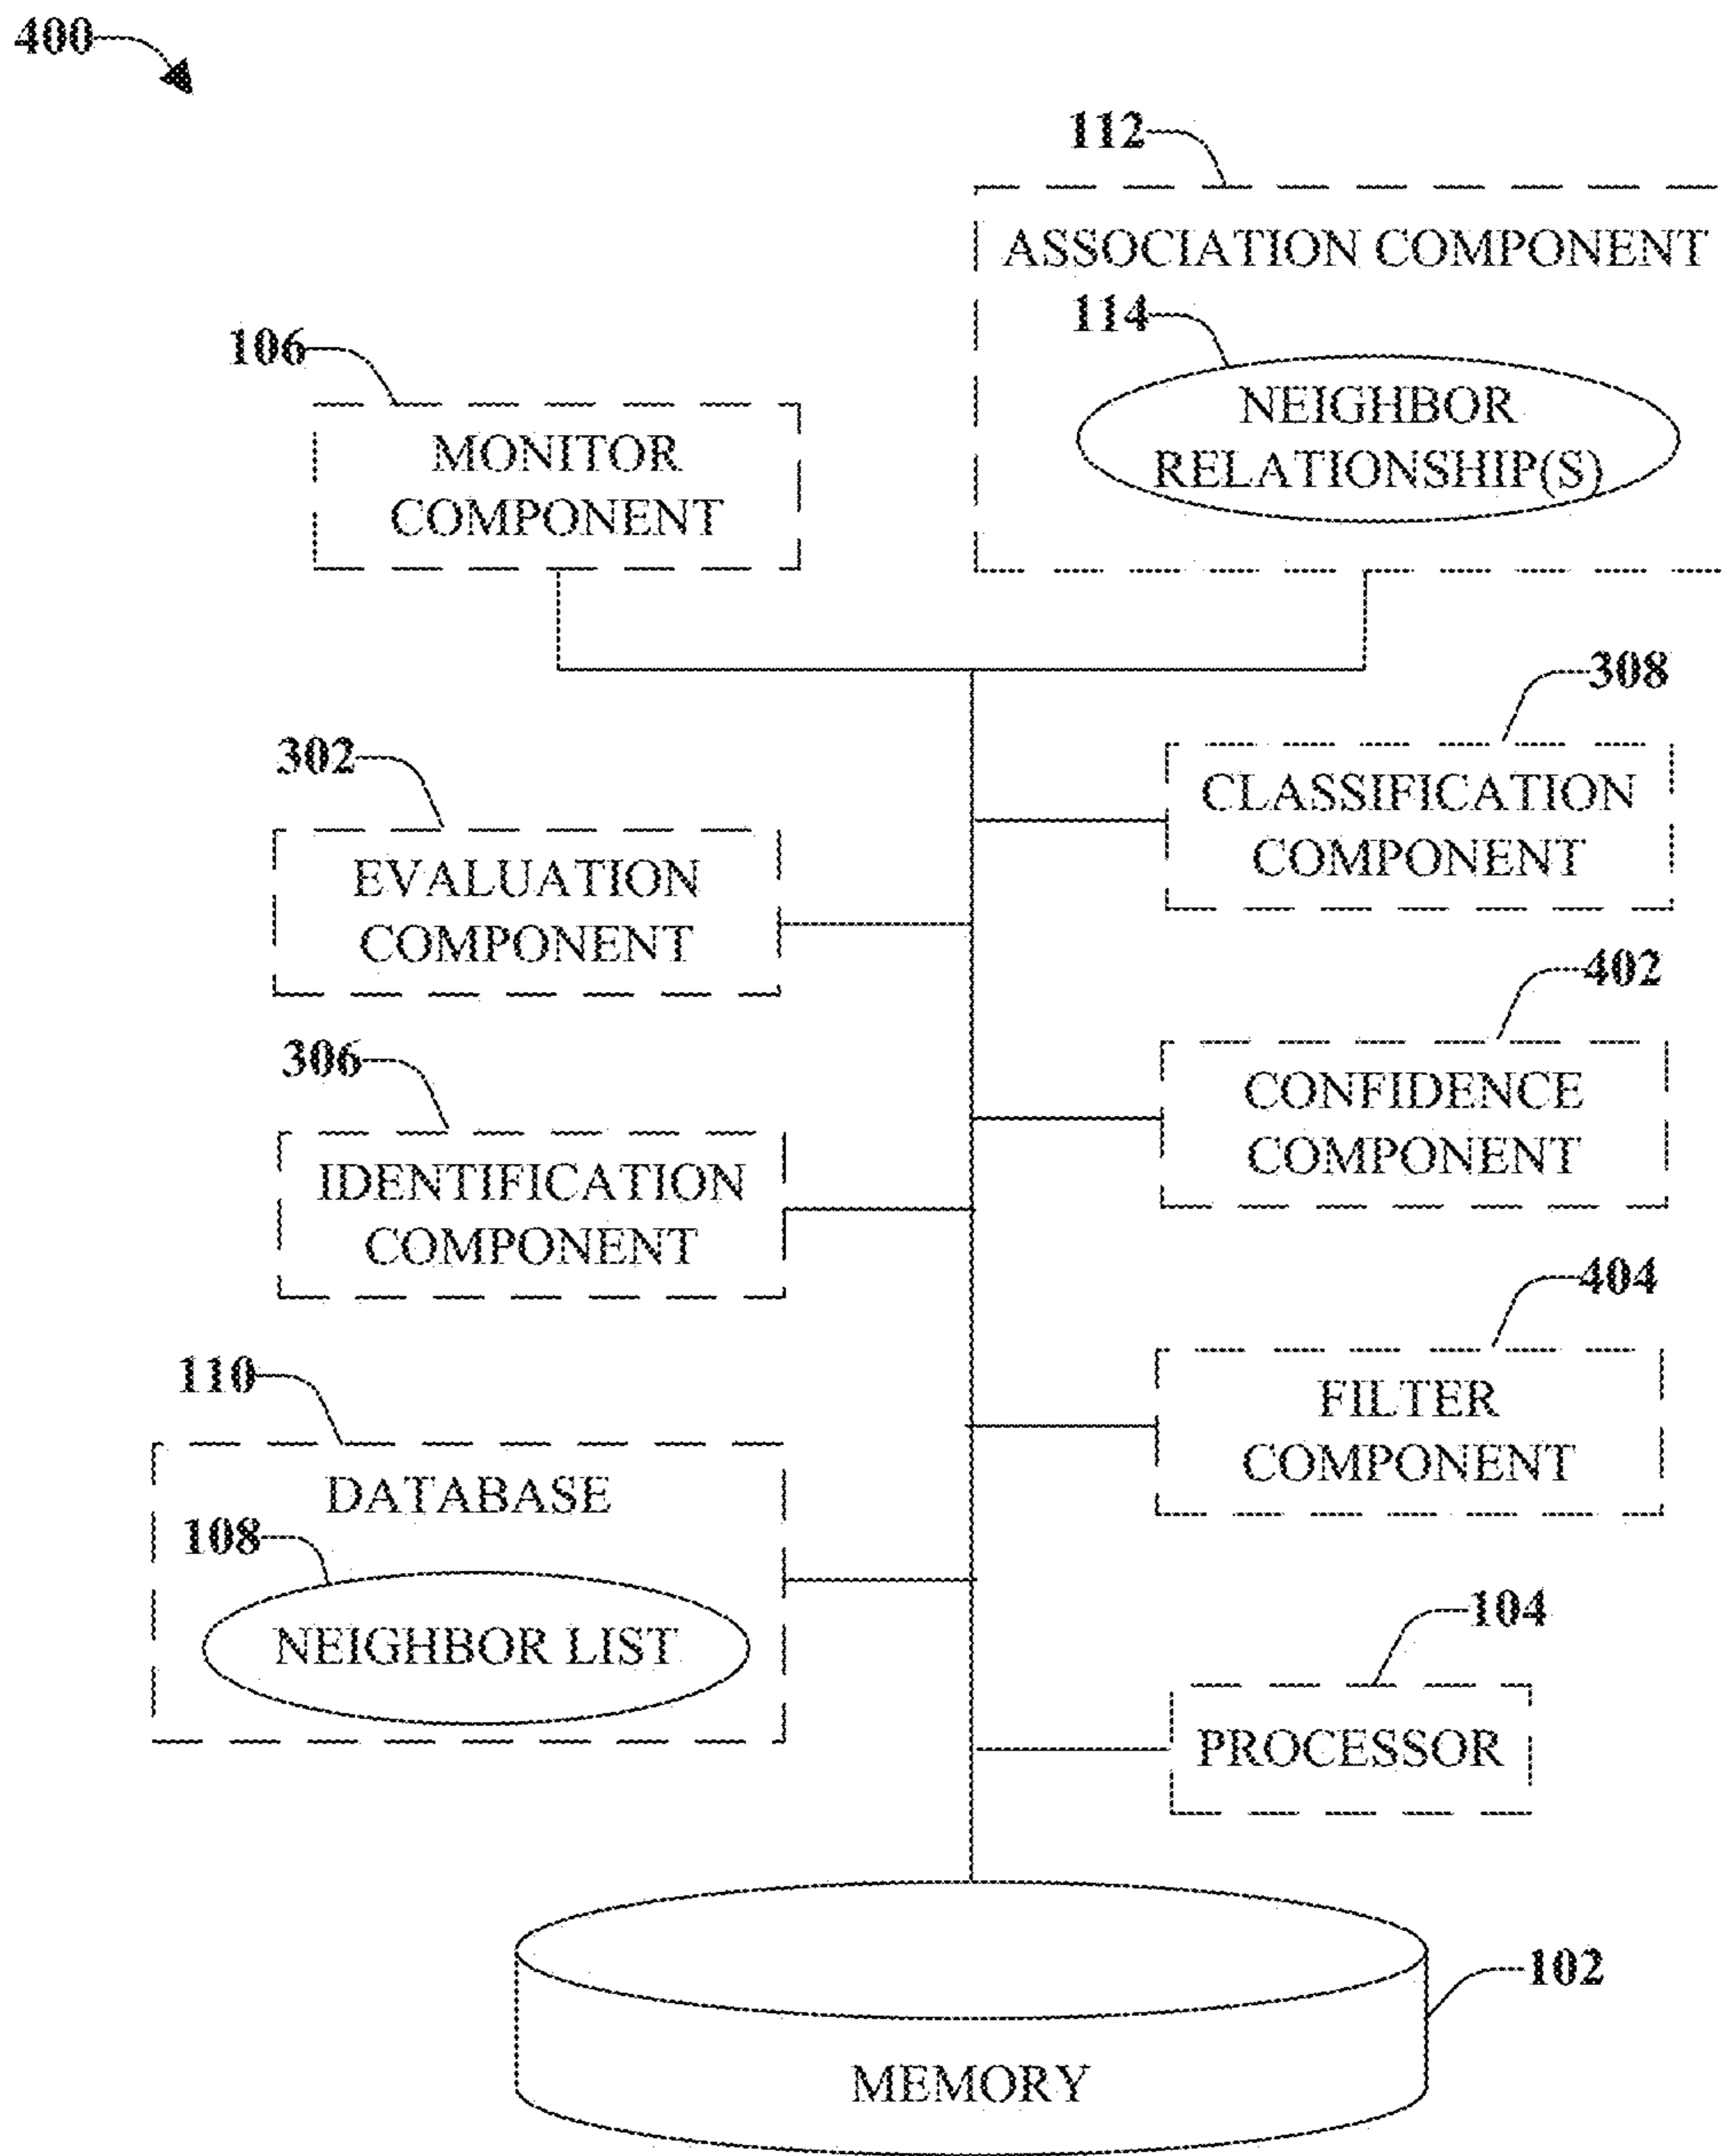 400
112
ASSOCIATION COMPONENT
114
NEIGHBOR
RELATIONSHIP(S)
106
MONITOR
COMPONENT
308
CLASSIFICATION
COMPONENT
302
EVALUATION
COMPONENT
402
CONFIDENCE
COMPONENT
306
IDENTIFICATION
COMPONENT
404
FILTER
COMPONENT
110
DATABASE
108
NEIGHBOR LIST
104
PROCESSOR
102
MEMORY